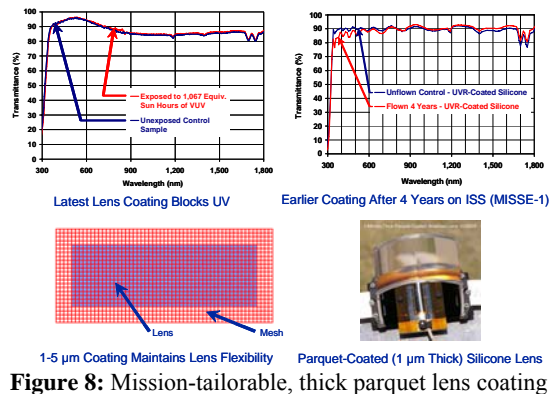 100
90
80
70
60
50
40
30
20
10
0
Transmittance (%)
Exposed to 1,067 Equiv.
Sun Hours of VUV
Unexposed Control
Sample
300 600 900 1,200 1,500 1,800
Wavelength (nm)
Latest Lens Coating Blocks UV
100
90
80
70
60
50
40
30
20
10
0
Transmittance (%)
Unflown Control - UVR-Coated Silicone
Flown 4 Years - UVR-Coated Silicone
300 600 900 1,200 1,500 1,800
Wavelength (nm)
Earlier Coating After 4 Years on ISS (MISSE-1)
Lens
Mesh
1-5 µm Coating Maintains Lens Flexibility
Parquet-Coated (1 µm Thick) Silicone Lens
Figure 8: Mission-tailorable, thick parquet lens coating